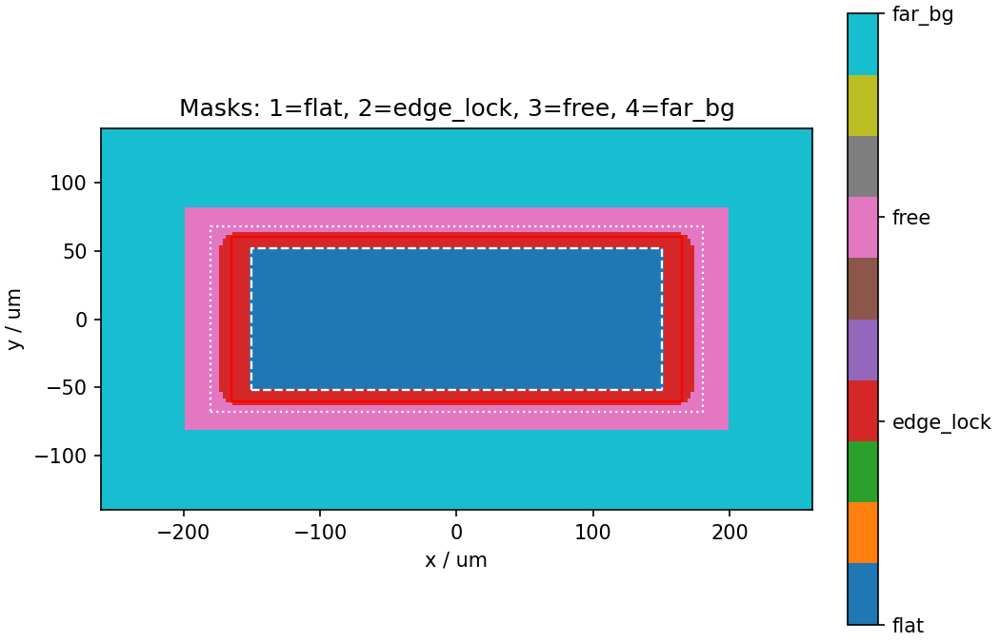 far_bg
Masks: 1=flat, 2=edge_lock, 3=free, 4=far_bg
100
50
0
−50
−100
y / um
−200
−100
0
100
200
x / um
free
edge_lock
flat